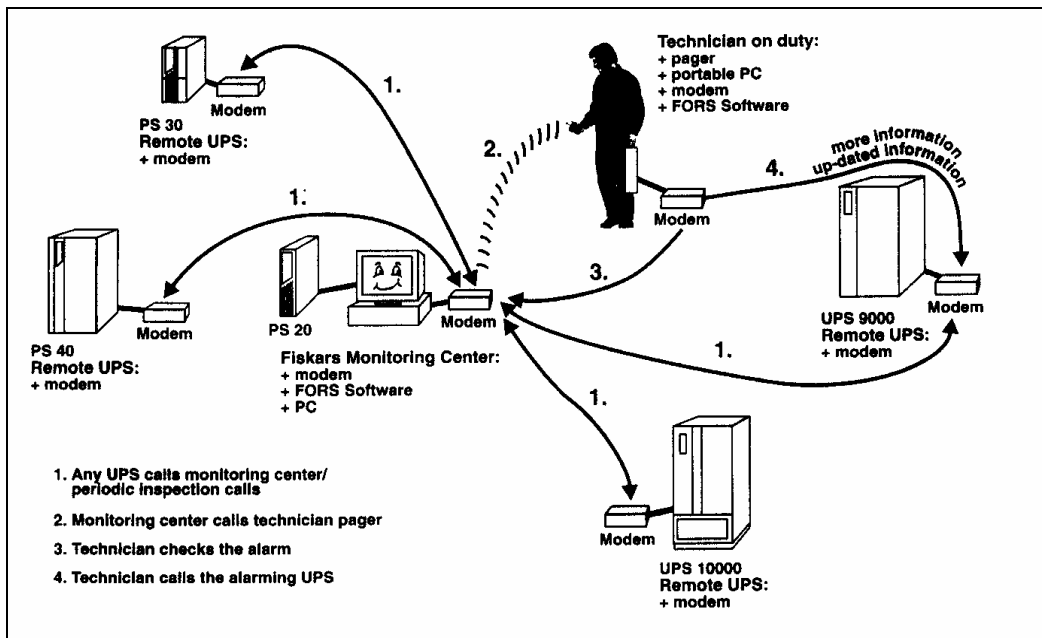 Technician on duty:
+ pager
+ portable PC
+ modem
+ FORS Software
1.
Modem
PS 30
Remote UPS:
+ modem
2.
4.
more information
up-dated information
1.
Modem
3.
Modem
PS 40
Remote UPS:
+ modem
PS 20
Modem
Fiskars Monitoring Center:
+ modem
+ FORS Software
+ PC
Modem
UPS 9000
Remote UPS:
+ modem
1.
1.
1. Any UPS calls monitoring center/
periodic inspection calls
2. Monitoring center calls technician pager
3. Technician checks the alarm
4. Technician calls the alarming UPS
Modem
UPS 10000
Remote UPS:
+ modem